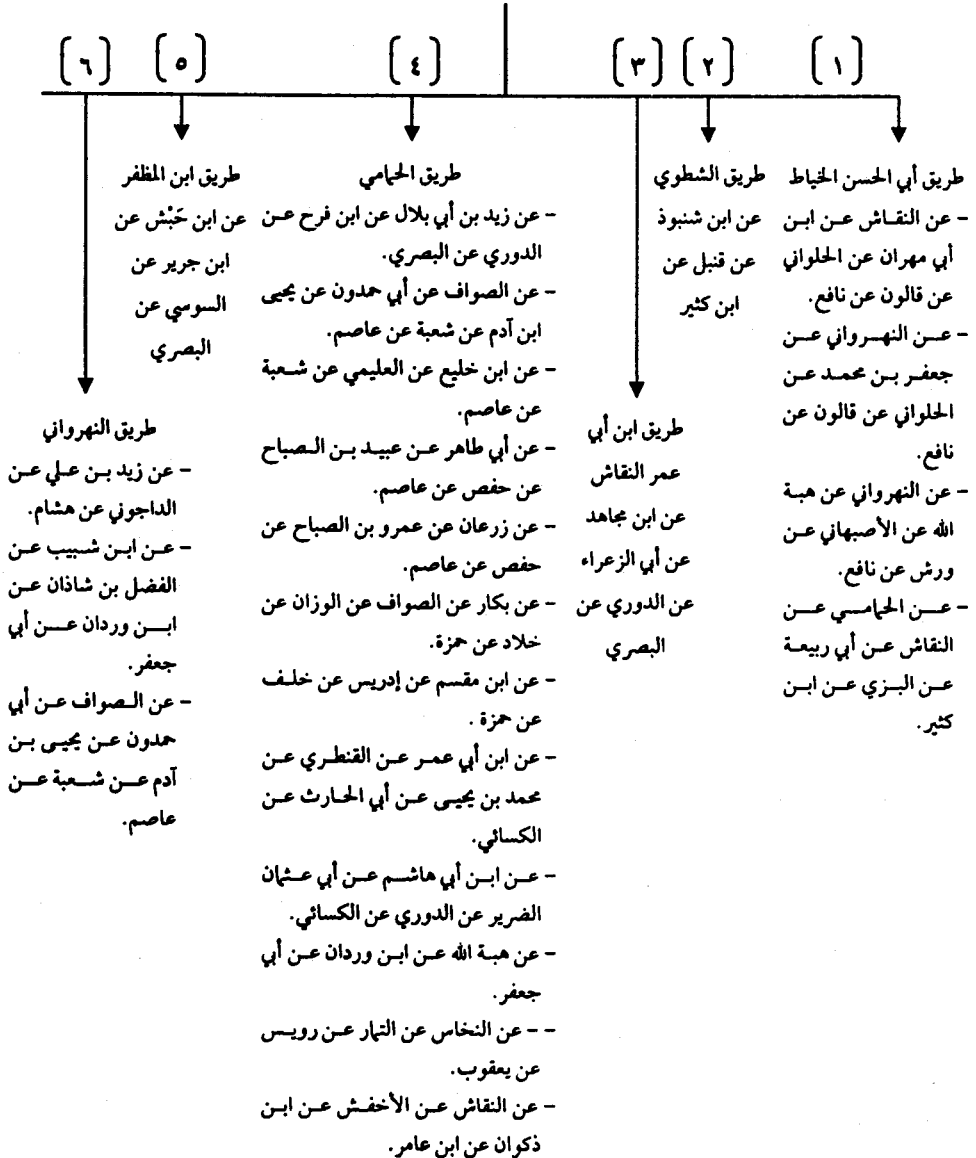 [١]
طريق أبي الحسن الخياط
- عن النقاش عن ابن
أبي مهران عن الحلواني
عن قالون عن نافع.
- عن النهرواني عن
جعفر بن محمد عن
الحلواني عن قالون عن
نافع.
- عن النهرواني عن هبة
الله عن الأصبهاني عن
ورش عن نافع.
- عن الحمامي عن
النقاش عن أبي ربيعة
عن البزي عن ابن
كثير.
[٢]
طريق الشطوي
عن ابن شنبوذ
عن قنبل عن
ابن كثير
[٣]
طريق ابن أبي
عمر النقاش
عن ابن مجاهد
عن أبي الزعراء
عن الدوري عن
البصري
[٤]
طريق الحمامي
- عن زيد بن أبي بلال عن ابن فرح عن
الدوري عن البصري.
- عن الصواف عن أبي حمدون عن يحيى
ابن آدم عن شعبة عن عاصم.
- عن ابن خليع عن العليمي عن شعبة
عن عاصم.
- عن أبي طاهر عن عبيد بن الصباح
عن حفص عن عاصم.
- عن زرعان عن عمرو بن الصباح عن
حفص عن عاصم.
- عن بكار عن الصواف عن الوزان عن
خلاد عن حمزة.
- عن ابن مقسم عن إدريس عن خلف
عن حمزة .
- عن ابن أبي عمر عن القنطري عن
محمد بن يحيى عن أبي الحارث عن
الكسائي.
- عن ابن أبي هاشم عن أبي عثمان
الضرير عن الدوري عن الكسائي.
- عن هبة الله عن ابن وردان عن أبي
جعفر.
- - عن النخاس عن التمار عن رويس
عن يعقوب.
- عن النقاش عن الأخفش عن ابن
ذكوان عن ابن عامر.
[٥]
طريق ابن المظفر
عن ابن حَبْش عن
ابن جرير عن
السوسي عن
البصري
[٦]
طريق النهرواني
- عن زيد بن علي عن
الداجوني عن هشام.
- عن ابن شبيب عن
الفضل بن شاذان عن
ابن وردان عن أبي
جعفر.
- عن الصواف عن أبي
حمدون عن يحيى بن
آدم عن شعبة عن
عاصم.